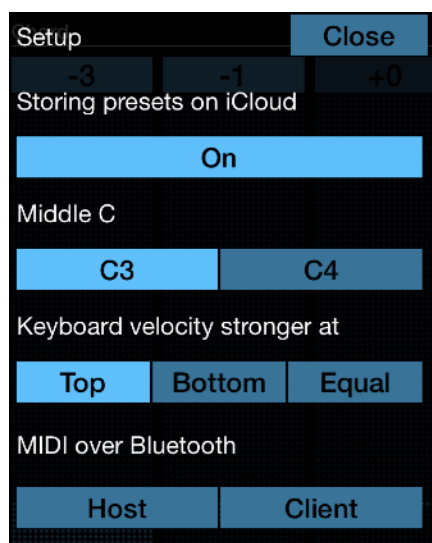 Setup Close
-3 -1 +0
Storing presets on iCloud
On
Middle C
C3 C4
Keyboard velocity stronger at
Top Bottom Equal
MIDI over Bluetooth
Host Client